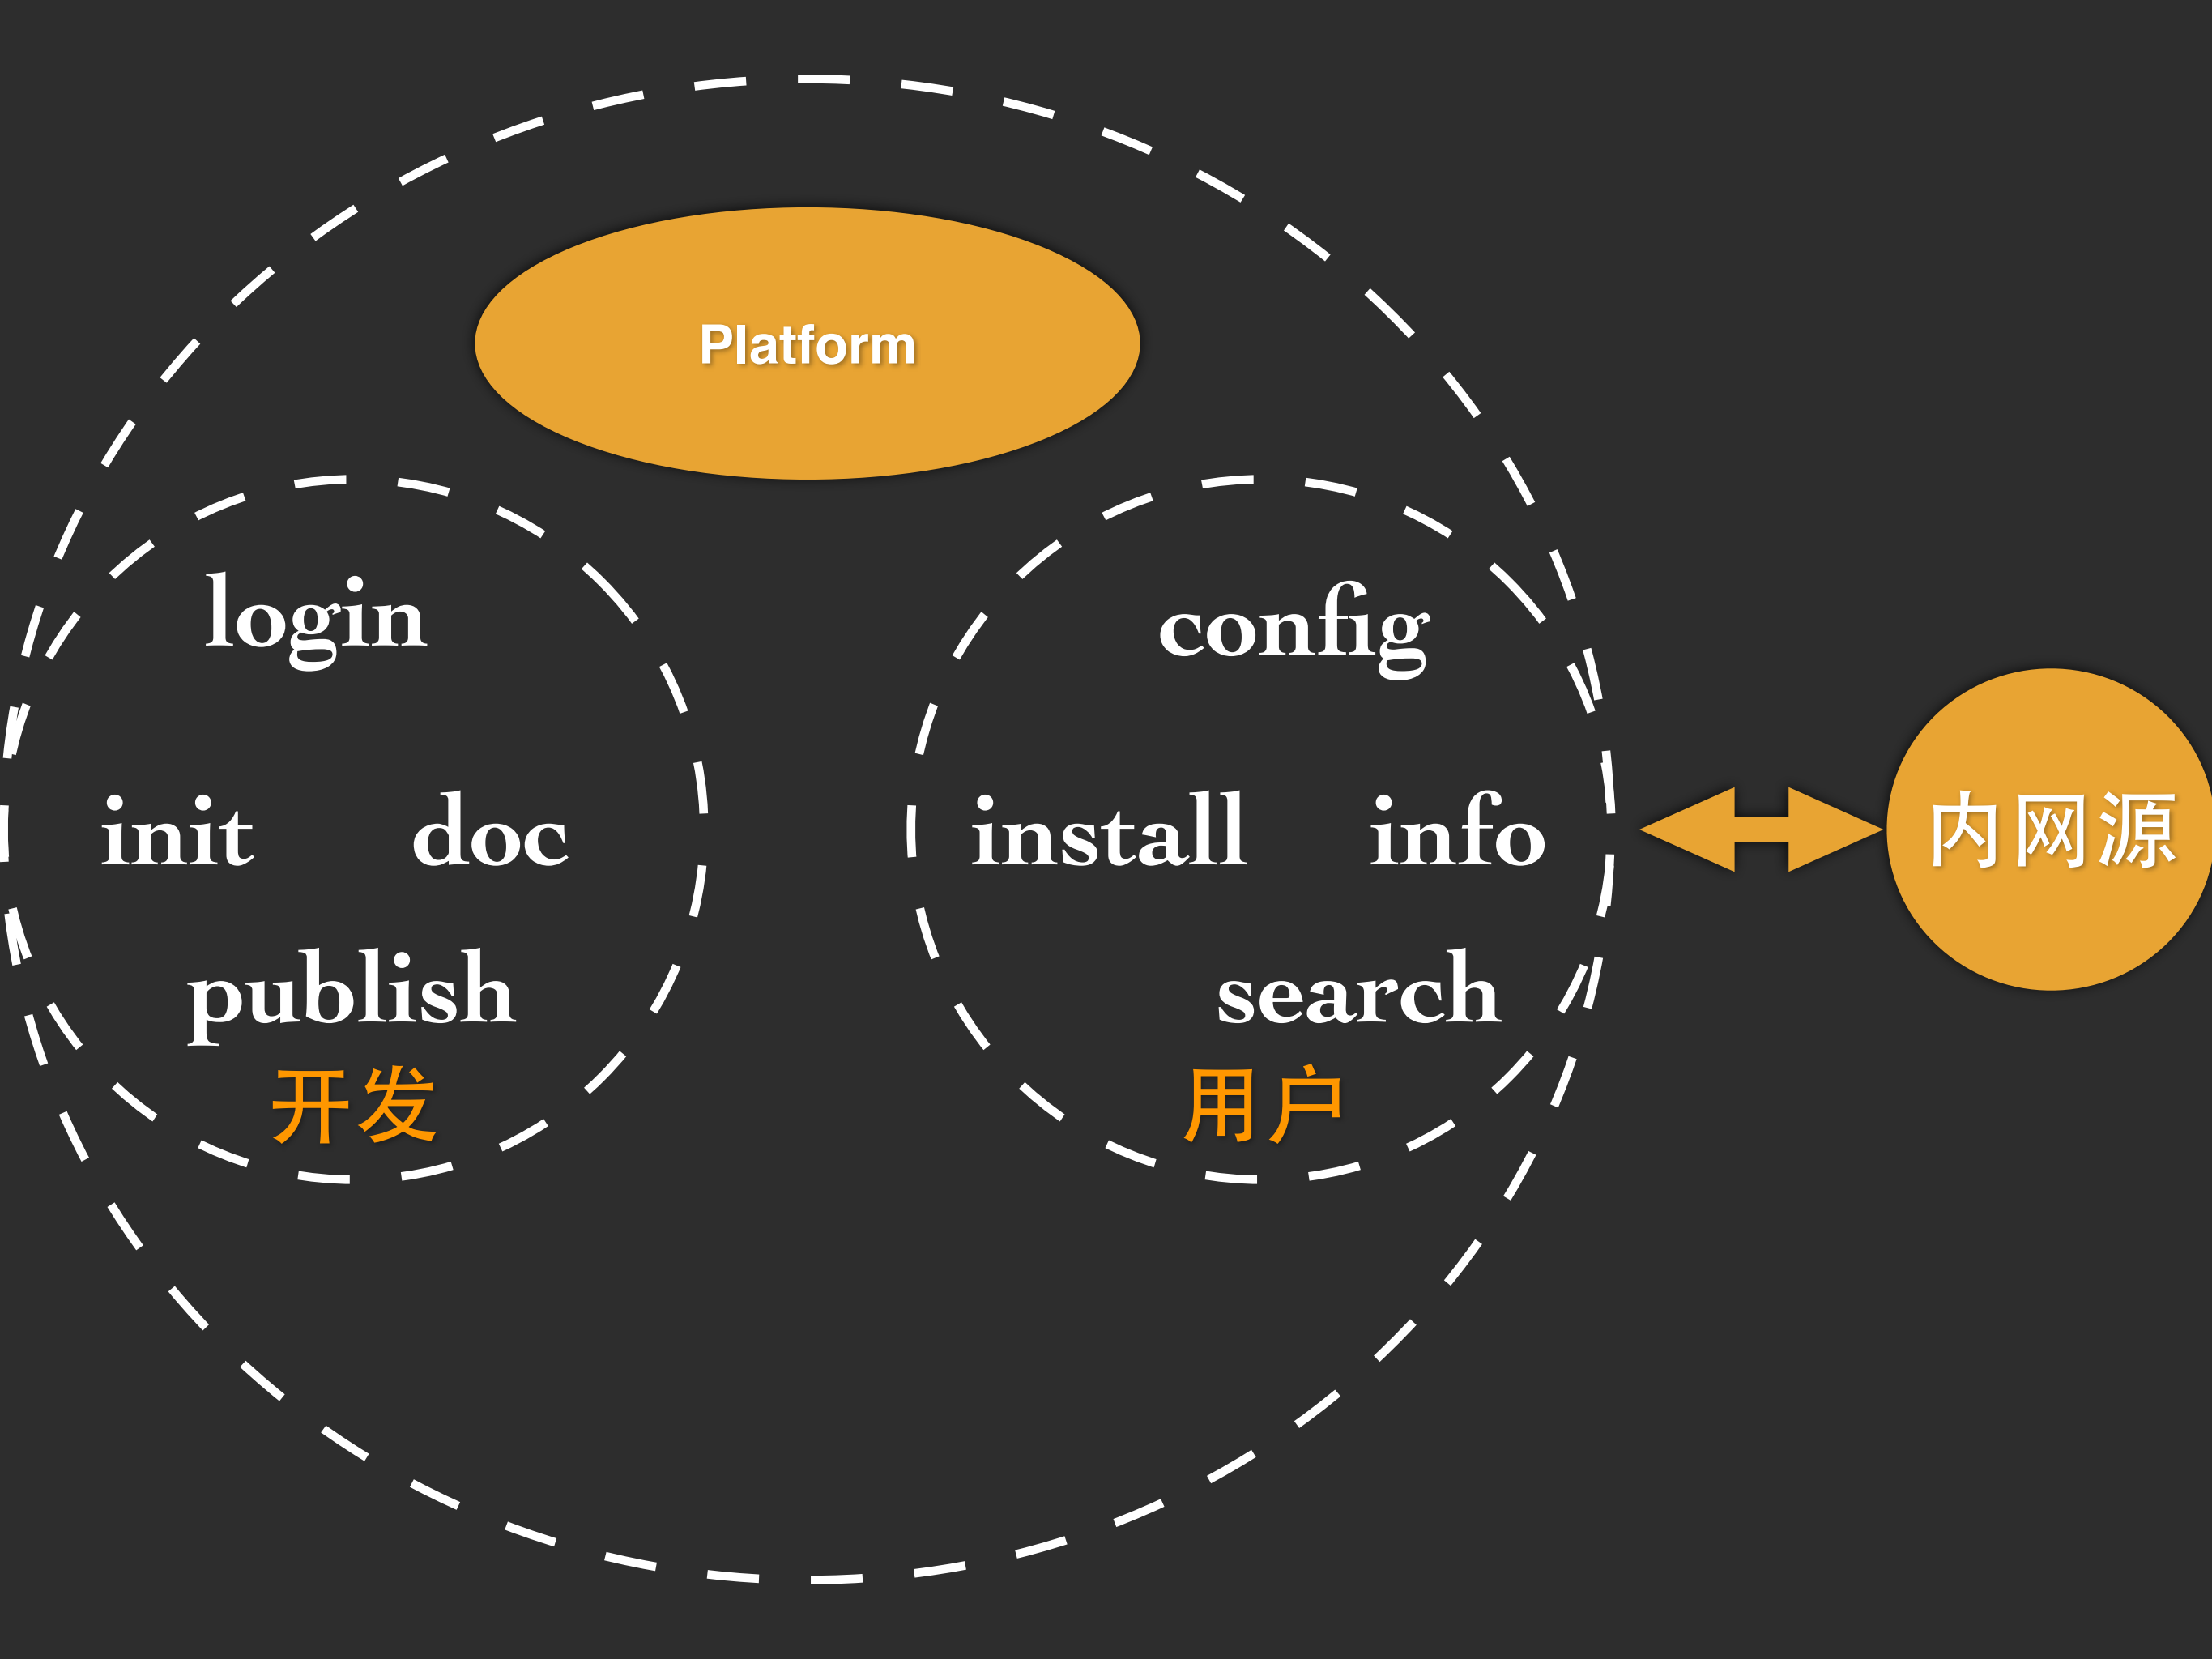 Platform
login
init doc
publish
开发
config
install info
search
用户
内网源